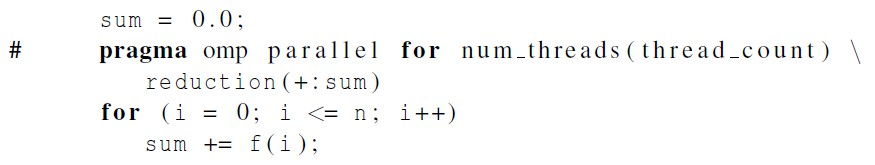 sum = 0.0;
# pragma omp parallel for num_threads(thread_count) \
reduction(+:sum)
for (i = 0; i <= n; i++)
sum += f(i);